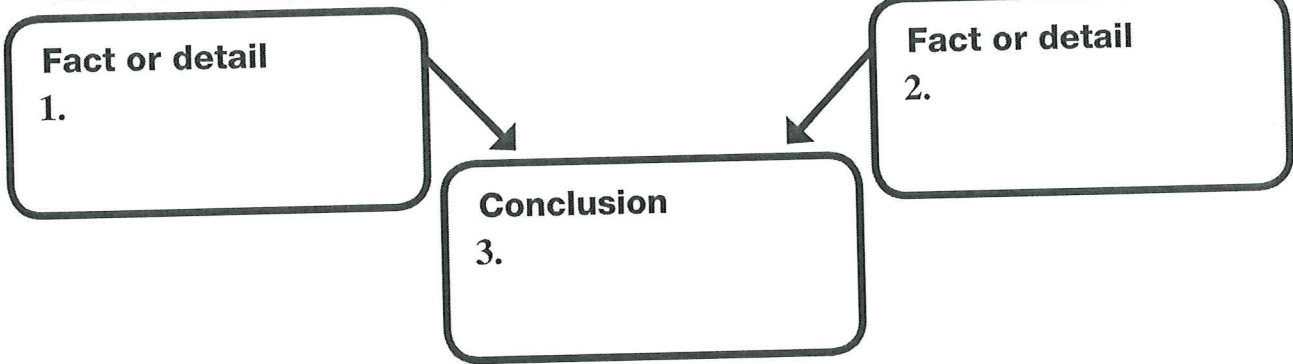 Fact or detail
1.
Fact or detail
2.
Conclusion
3.